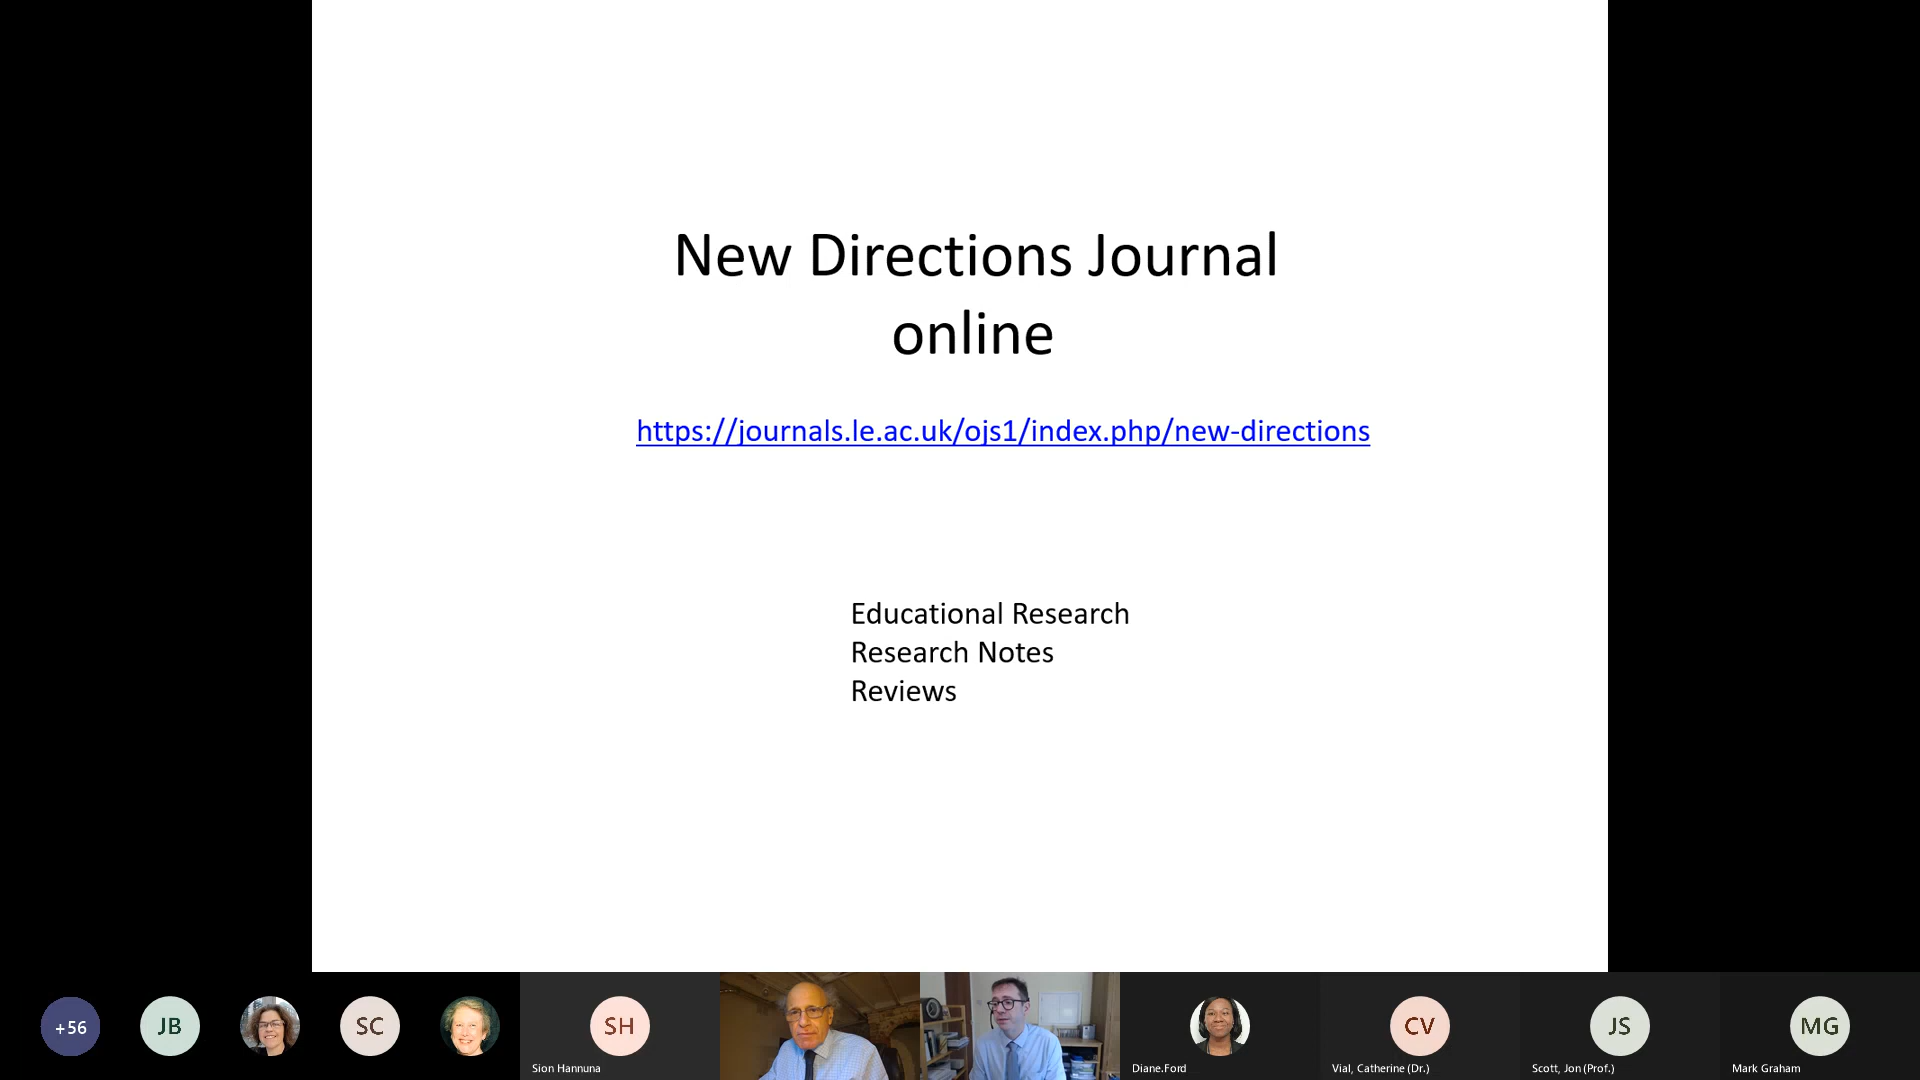 New Directions Journal
online
https://journals.le.ac.uk/ojs1/index.php/new-directions
Educational Research
Research Notes
Reviews
+56
JB
SC
SH
CV
JS
MG
Sion Hannuna
Diane.Ford
Vial, Catherine (Dr.)
Scott, Jon (Prof.)
Mark Graham